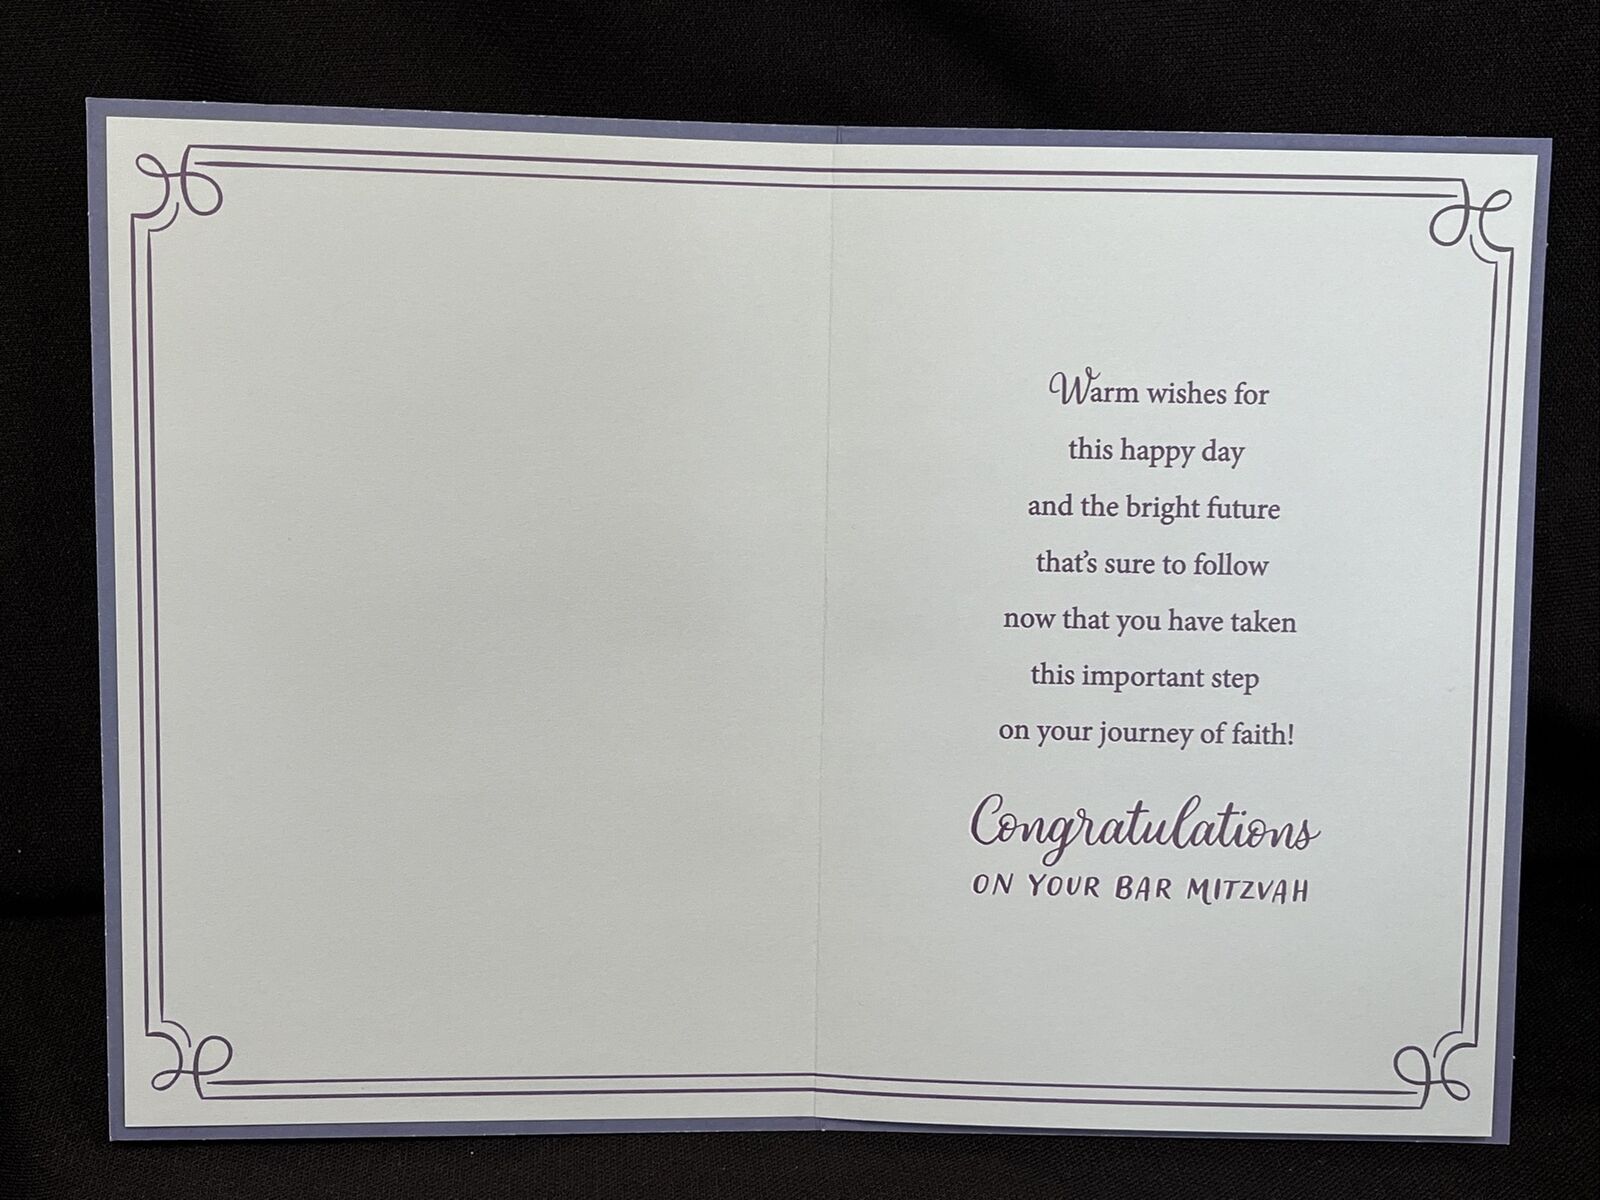 Warm wishes for
this happy day
and the bright future
that's sure to follow
now that you have taken
this important step
on your journey of faith!
Congratulations
ON YOUR BAR MITZVAH